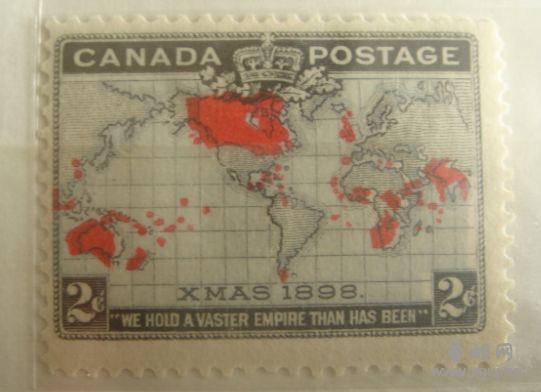 CANADA POSTAGE
XMAS 1898.
2¢ 2¢
"WE HOLD A VASTER EMPIRE THAN HAS BEEN"